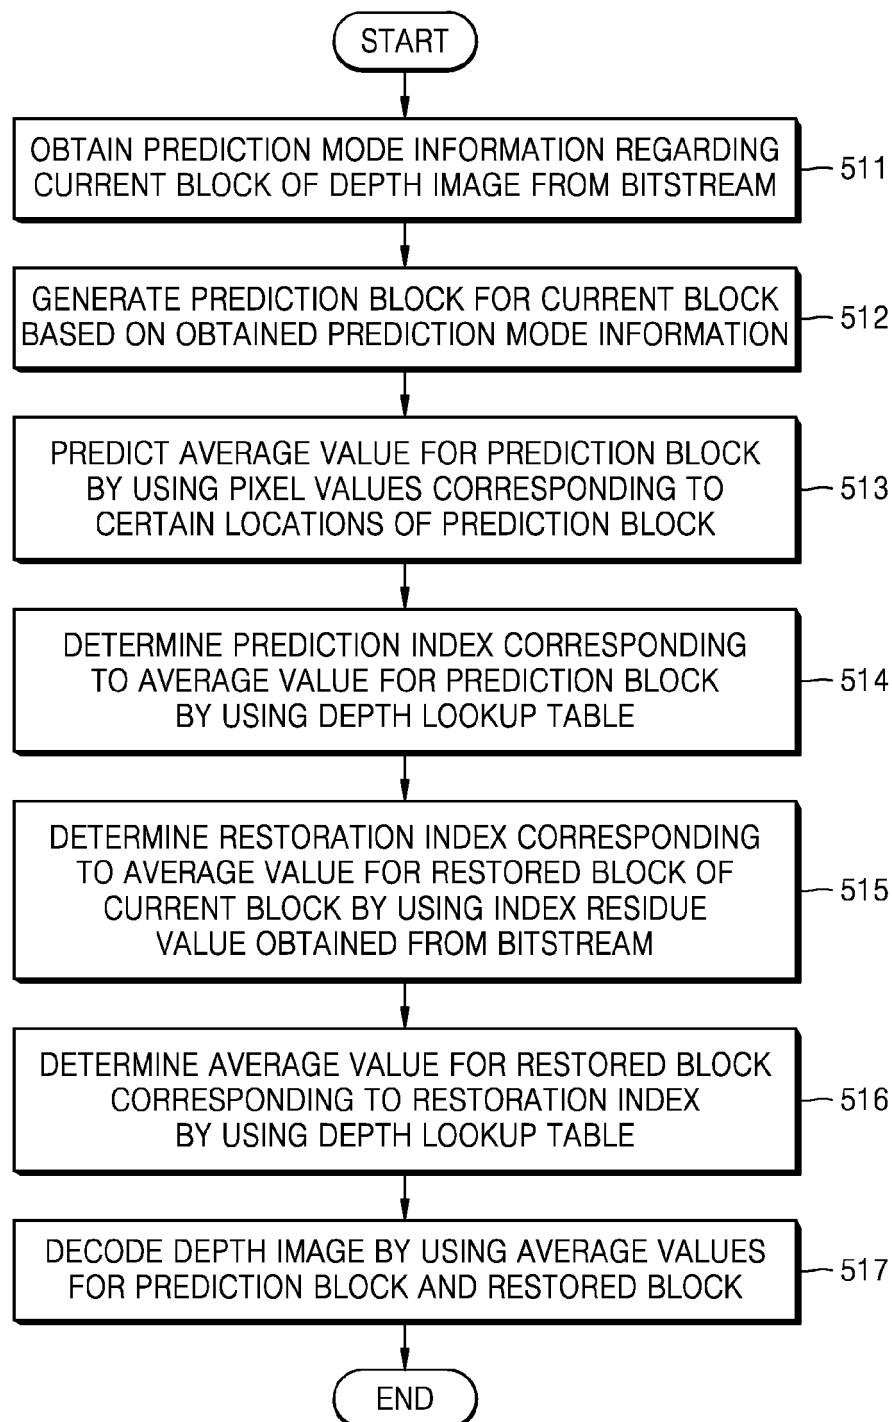 START
OBTAIN PREDICTION MODE INFORMATION REGARDING
CURRENT BLOCK OF DEPTH IMAGE FROM BITSTREAM
511
GENERATE PREDICTION BLOCK FOR CURRENT BLOCK
BASED ON OBTAINED PREDICTION MODE INFORMATION
512
PREDICT AVERAGE VALUE FOR PREDICTION BLOCK
BY USING PIXEL VALUES CORRESPONDING TO
CERTAIN LOCATIONS OF PREDICTION BLOCK
513
DETERMINE PREDICTION INDEX CORRESPONDING
TO AVERAGE VALUE FOR PREDICTION BLOCK
BY USING DEPTH LOOKUP TABLE
514
DETERMINE RESTORATION INDEX CORRESPONDING
TO AVERAGE VALUE FOR RESTORED BLOCK OF
CURRENT BLOCK BY USING INDEX RESIDUE
VALUE OBTAINED FROM BITSTREAM
515
DETERMINE AVERAGE VALUE FOR RESTORED BLOCK
CORRESPONDING TO RESTORATION INDEX
BY USING DEPTH LOOKUP TABLE
516
DECODE DEPTH IMAGE BY USING AVERAGE VALUES
FOR PREDICTION BLOCK AND RESTORED BLOCK
517
END